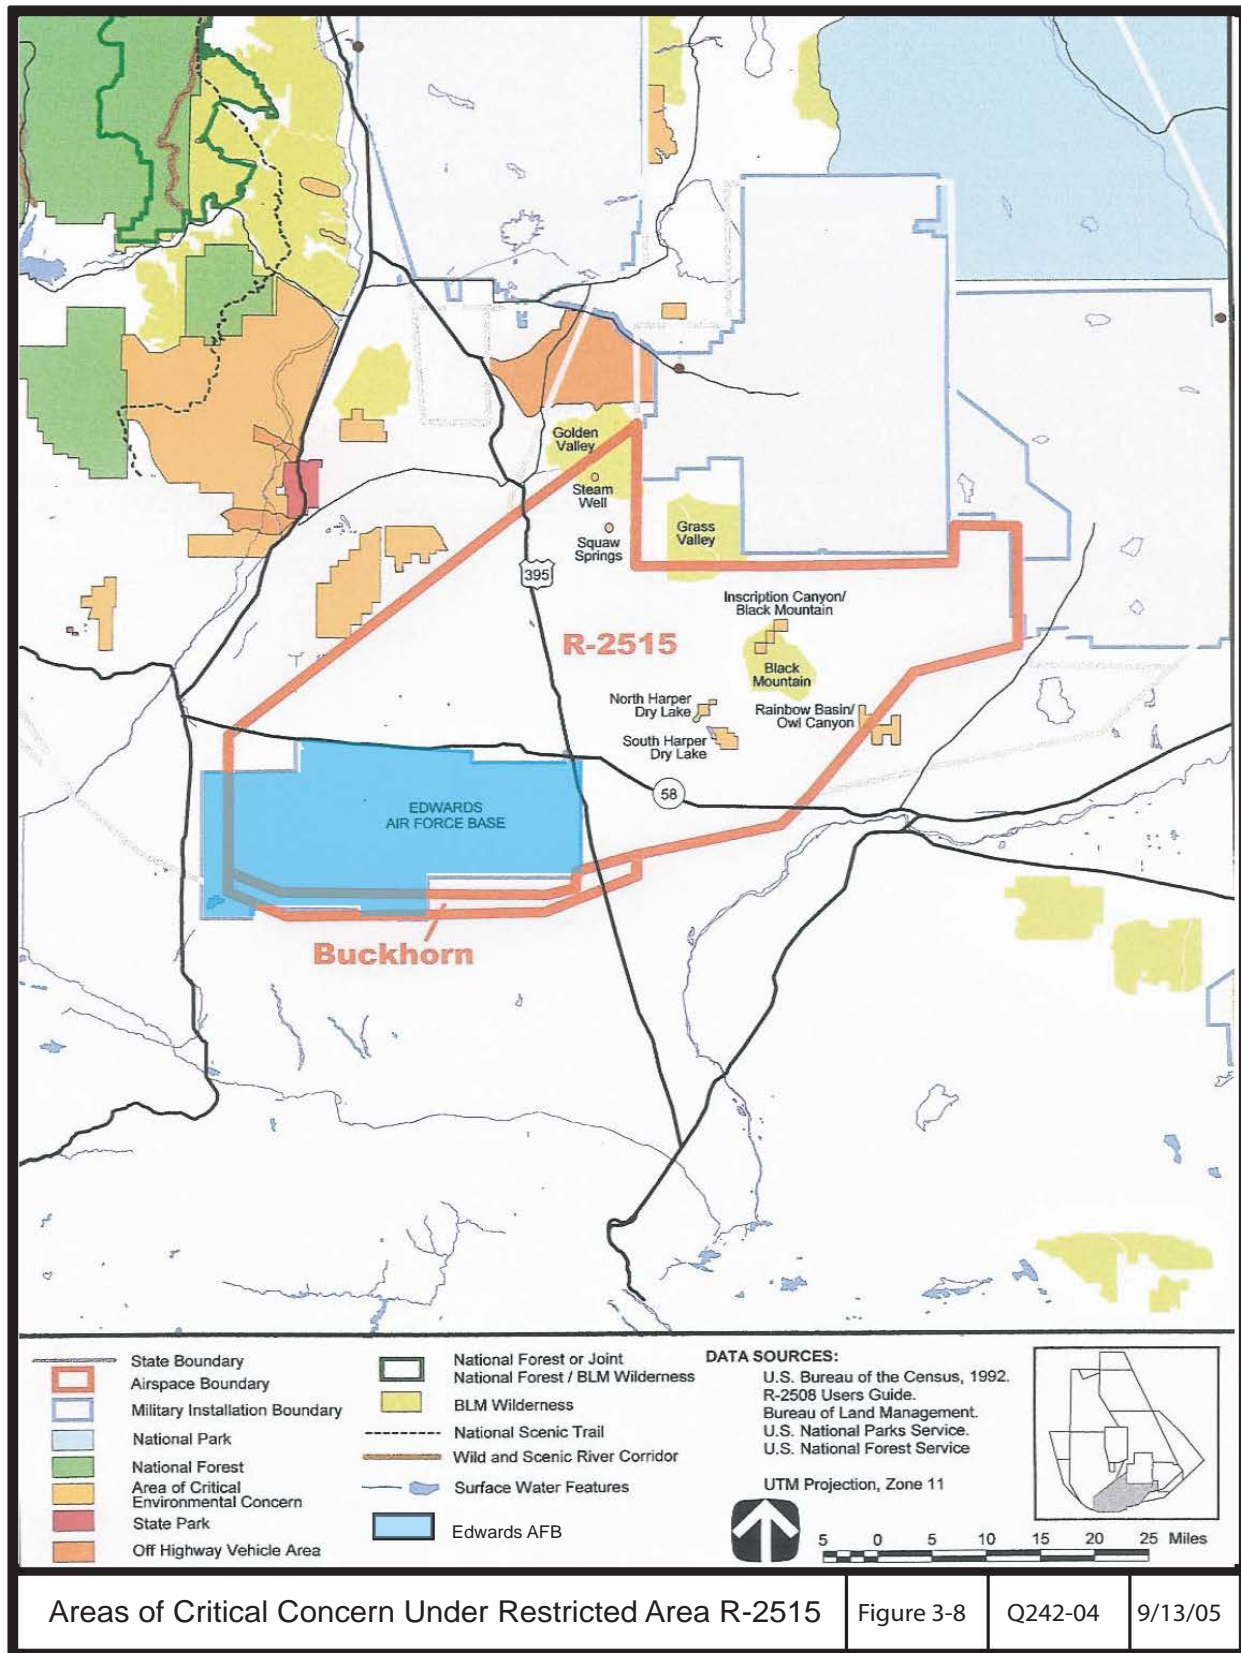 Golden
Valley
Steam
Well
Squaw
Springs
Grass
Valley
395
Inscription Canyon/
Black Mountain
R-2515
Black
Mountain
North Harper
Dry Lake
Rainbow Basin/
Owl Canyon
South Harper
Dry Lake
58
EDWARDS
AIR FORCE BASE
Buckhorn
State Boundary
Airspace Boundary
Military Installation Boundary
National Park
National Forest
Area of Critical
Environmental Concern
State Park
Off Highway Vehicle Area
National Forest or Joint
National Forest / BLM Wilderness
BLM Wilderness
National Scenic Trail
Wild and Scenic River Corridor
Surface Water Features
Edwards AFB
DATA SOURCES:
U.S. Bureau of the Census, 1992.
R-2508 Users Guide.
Bureau of Land Management.
U.S. National Parks Service.
U.S. National Forest Service
UTM Projection, Zone 11
5 0 5 10 15 20 25 Miles
Areas of Critical Concern Under Restricted Area R-2515
Figure 3-8
Q242-04
9/13/05